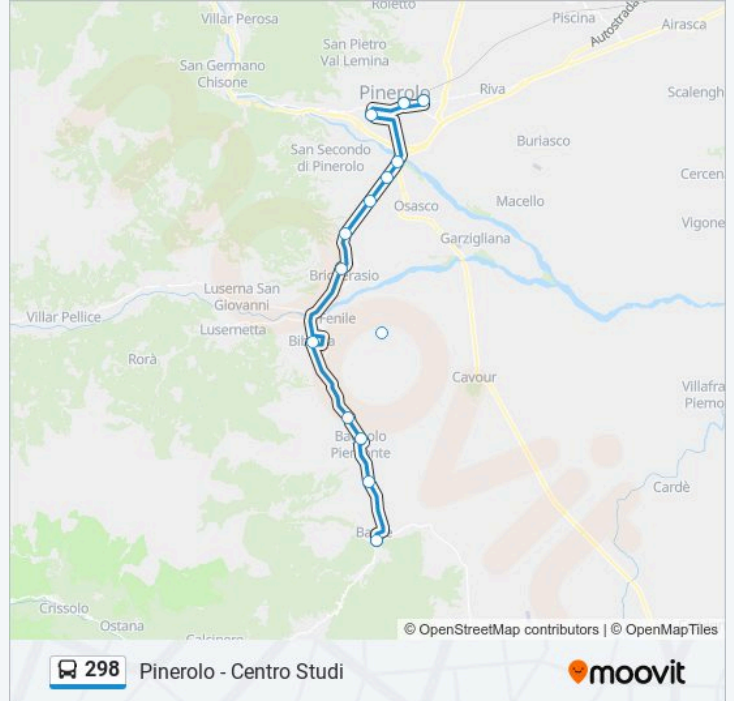 Roletto
Villar Perosa
Piscina
Airasca
Autostrada
San Pietro
Val Lemina
San Germano
Chisone
Pinerolo
Riva
Scalengh
Buriasco
San Secondo
di Pinerolo
Cercen
Macello
Osasco
Vigone
Garzigliana
Bricherasio
Luserna San
Giovanni
Villar Pellice
Fenile
Lusernetta
Bibiana
Rorà
Cavour
Villafra
Piemo
Bagnolo
Piemonte
Cardè
Barge
Crissolo
Ostana
© OpenStreetMap contributors | © OpenMapTiles
298 Pinerolo - Centro Studi
moovit